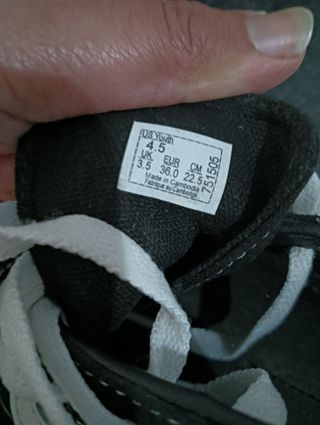 US Youth
4.5
UK EUR CM
3.5 36.0 22.5
Made in Cambodia
Fabriqué au Cambodge
751505